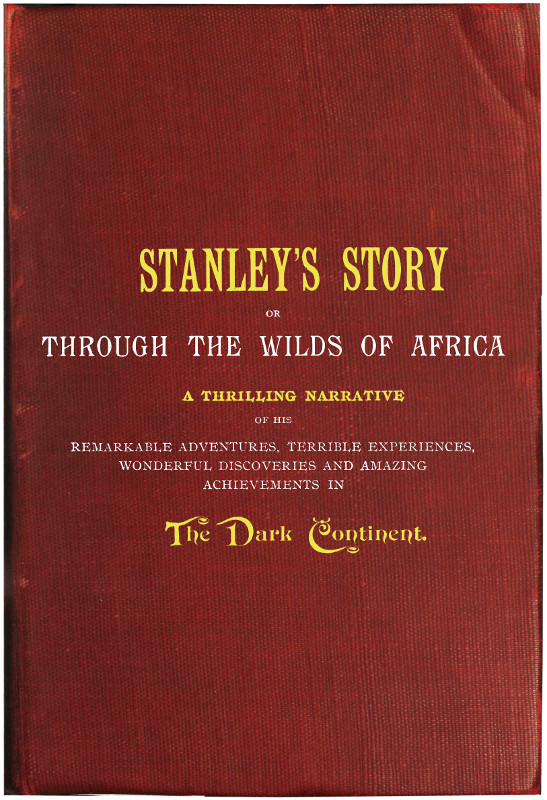 STANLEY'S STORY
OR
THROUGH THE WILDS OF AFRICA
A THRILLING NARRATIVE
OF HIS
REMARKABLE ADVENTURES, TERRIBLE EXPERIENCES,
WONDERFUL DISCOVERIES AND AMAZING
ACHIEVEMENTS IN
The Dark Continent.